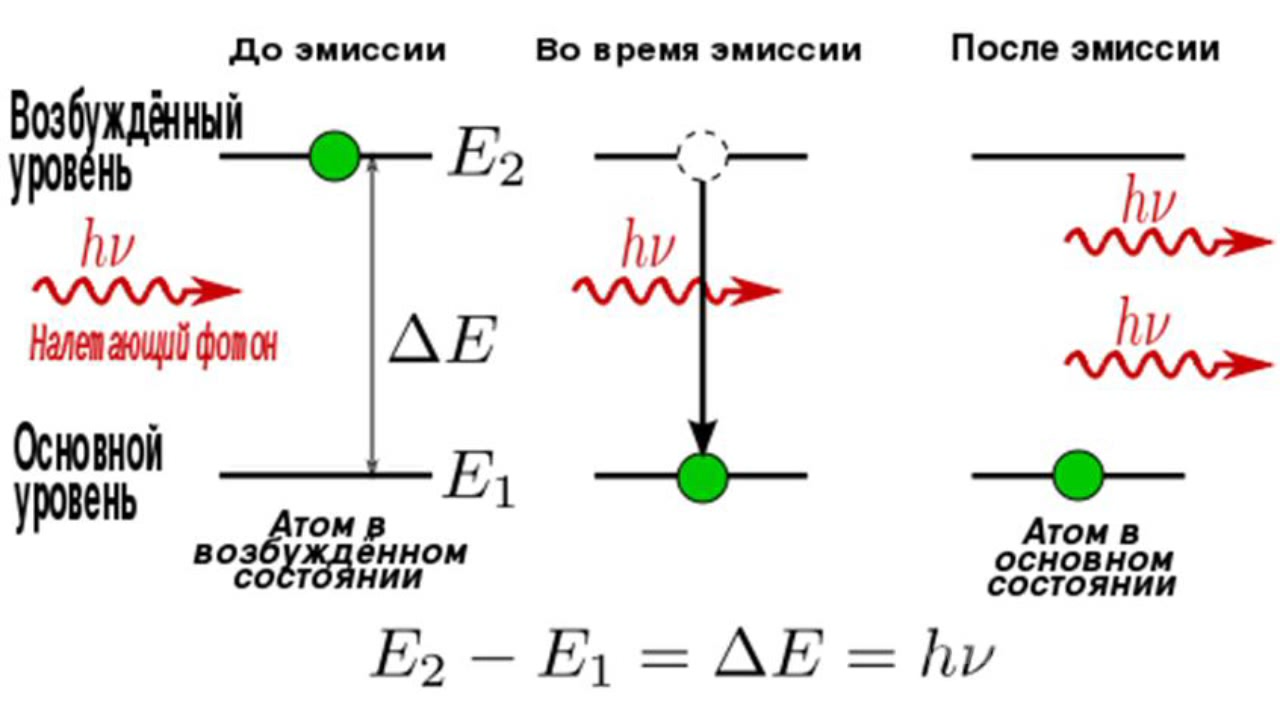 До эмиссии
Во время эмиссии
После эмиссии
Возбуждённый
уровень
E₂
hν
Налетающий фотон
ΔE
hν
hν
hν
Основной
уровень
E₁
Атом в
возбуждённом
состоянии
Атом в
основном
состоянии
E₂ − E₁ = ΔE = hν